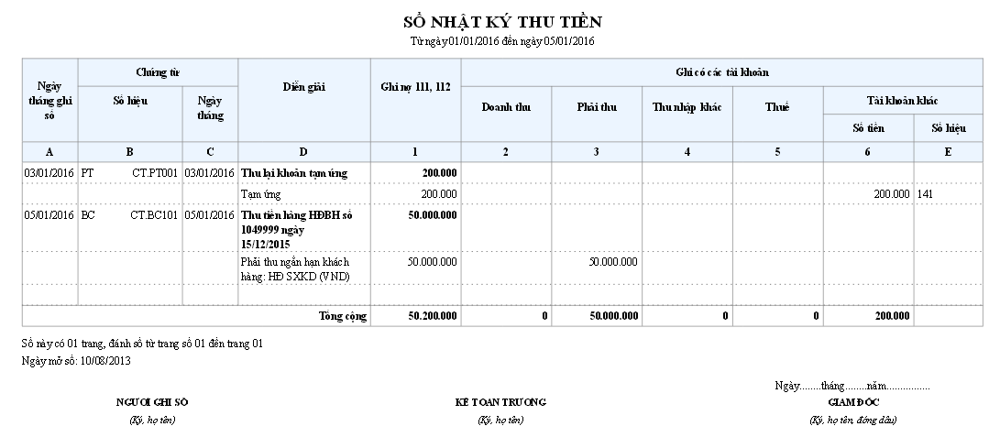 SỔ NHẬT KÝ THU TIỀN
Từ ngày 01/01/2016 đến ngày 05/01/2016
Ngày tháng ghi sổ | Chứng từ | Diễn giải | Ghi nợ 111, 112 | Ghi có các tài khoản
Số hiệu | Ngày tháng | Doanh thu | Phải thu | Thu nhập khác | Thuế | Tài khoản khác
Số tiền | Số hiệu
A | B | C | D | 1 | 2 | 3 | 4 | 5 | 6 | E
03/01/2016 | PT CT.PT001 | 03/01/2016 | Thu lại khoản tạm ứng | 200.000
Tạm ứng | 200.000 | 200.000 | 141
05/01/2016 | BC CT.BC101 | 05/01/2016 | Thu tiền hàng HĐBH số 1049999 ngày 15/12/2015 | 50.000.000
Phải thu ngắn hạn khách hàng: HĐ SXKD (VND) | 50.000.000 | 50.000.000
Tổng cộng | 50.200.000 | 0 | 50.000.000 | 0 | 0 | 200.000
Sổ này có 01 trang, đánh số từ trang số 01 đến trang 01
Ngày mở sổ: 10/08/2013
Ngày........tháng........năm................
NGƯỜI GHI SỔ | KẾ TOÁN TRƯỞNG | GIÁM ĐỐC
(Ký, họ tên) | (Ký, họ tên) | (Ký, họ tên, đóng dấu)